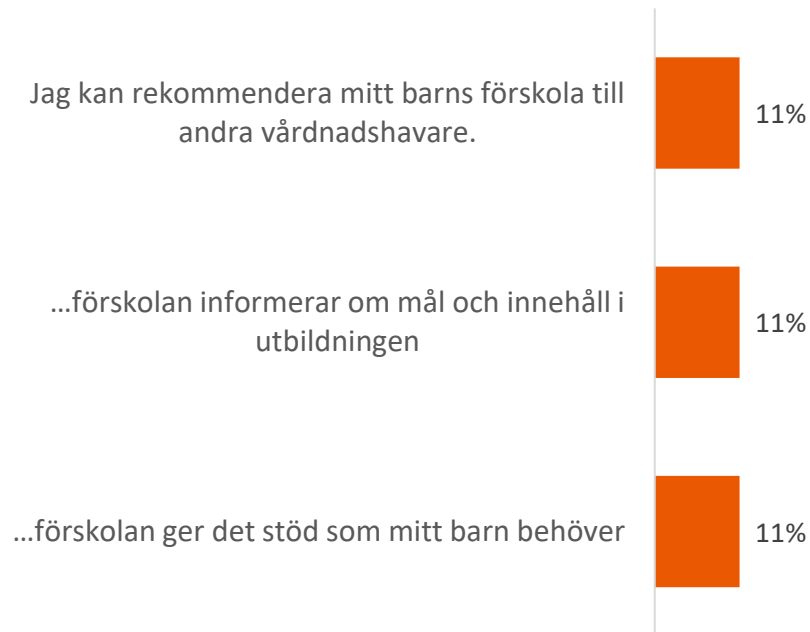 Jag kan rekommendera mitt barns förskola till
andra vårdnadshavare.
11%
…förskolan informerar om mål och innehåll i
utbildningen
11%
…förskolan ger det stöd som mitt barn behöver
11%